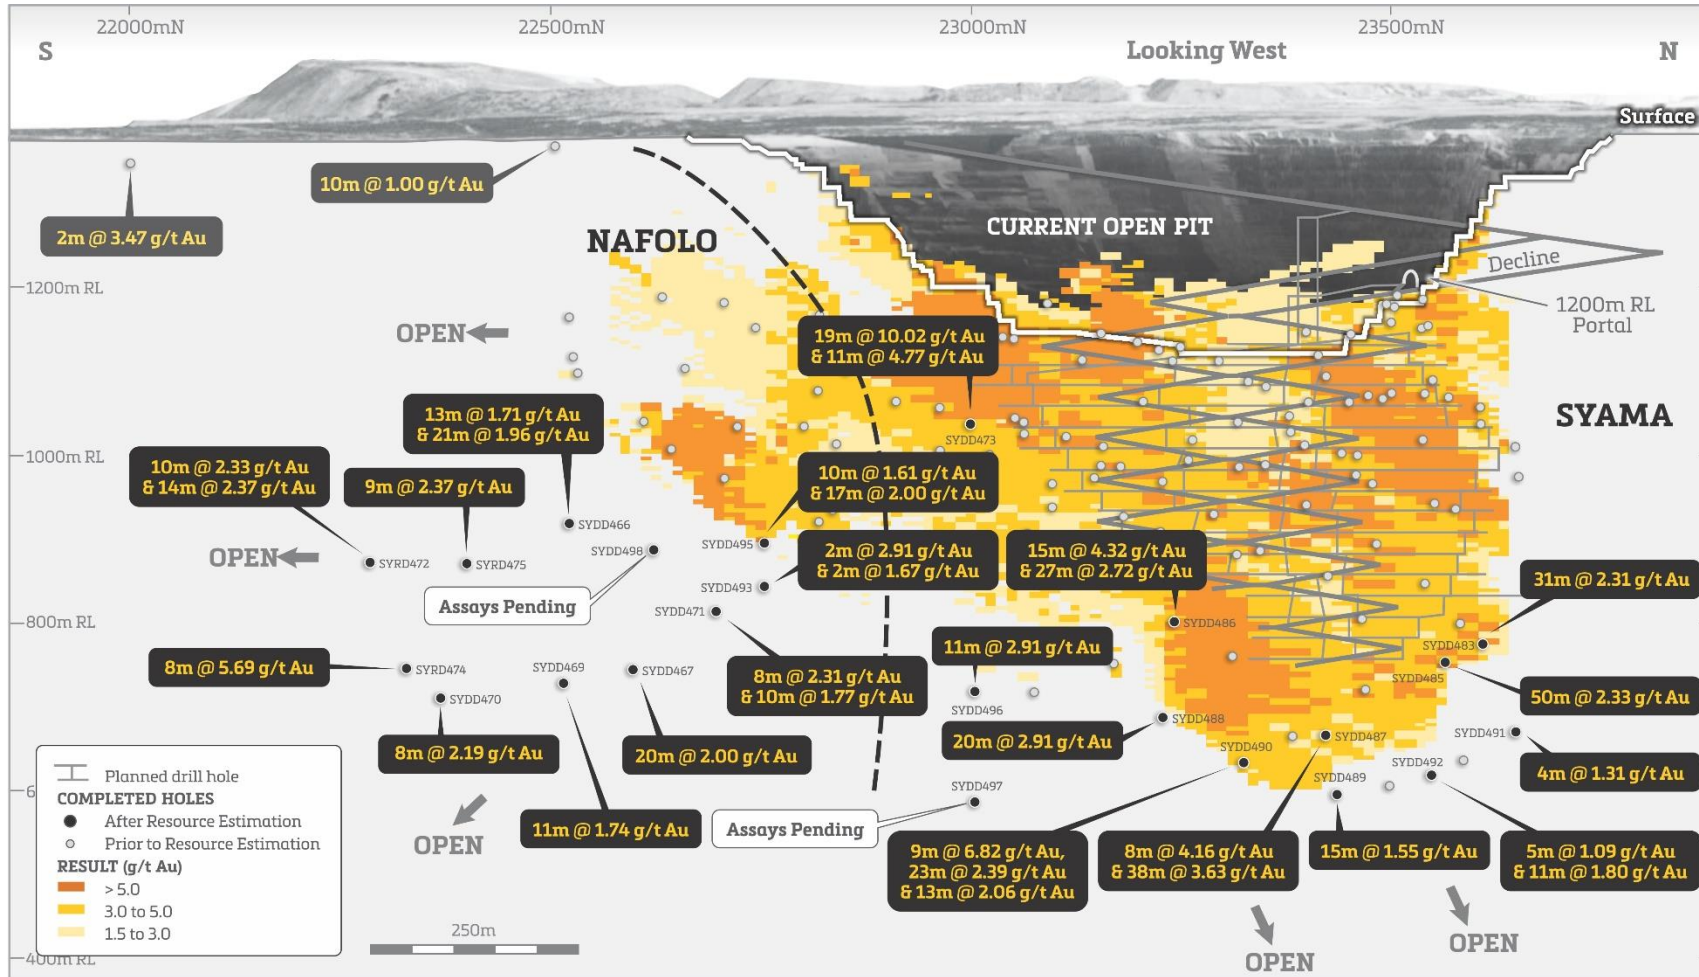 22000mN
22500mN
23000mN
23500mN
S
Looking West
N
Surface
10m @ 1.00 g/t Au
2m @ 3.47 g/t Au
NAFOLO
CURRENT OPEN PIT
Decline
1200m RL
1200m RL
Portal
OPEN
19m @ 10.02 g/t Au
& 11m @ 4.77 g/t Au
SYDD473
SYAMA
13m @ 1.71 g/t Au
& 21m @ 1.96 g/t Au
1000m RL
10m @ 2.33 g/t Au
& 14m @ 2.37 g/t Au
9m @ 2.37 g/t Au
10m @ 1.61 g/t Au
& 17m @ 2.00 g/t Au
SYDD466
SYDD498
SYDD495
OPEN
SYRD472
SYRD475
2m @ 2.91 g/t Au
& 2m @ 1.67 g/t Au
15m @ 4.32 g/t Au
& 27m @ 2.72 g/t Au
31m @ 2.31 g/t Au
SYDD493
Assays Pending
SYDD471
800m RL
SYDD486
SYDD483
11m @ 2.91 g/t Au
8m @ 5.69 g/t Au
SYRD474
SYDD469
SYDD467
SYDD485
8m @ 2.31 g/t Au
& 10m @ 1.77 g/t Au
SYDD470
SYDD496
50m @ 2.33 g/t Au
SYDD488
20m @ 2.91 g/t Au
8m @ 2.19 g/t Au
20m @ 2.00 g/t Au
SYDD490
SYDD487
SYDD491
SYDD489
SYDD492
4m @ 1.31 g/t Au
SYDD497
Planned drill hole
COMPLETED HOLES
After Resource Estimation
Prior to Resource Estimation
RESULT (g/t Au)
> 5.0
3.0 to 5.0
1.5 to 3.0
OPEN
11m @ 1.74 g/t Au
Assays Pending
9m @ 6.82 g/t Au,
23m @ 2.39 g/t Au
& 13m @ 2.06 g/t Au
8m @ 4.16 g/t Au
& 38m @ 3.63 g/t Au
15m @ 1.55 g/t Au
5m @ 1.09 g/t Au
& 11m @ 1.80 g/t Au
250m
OPEN
OPEN
400m RL